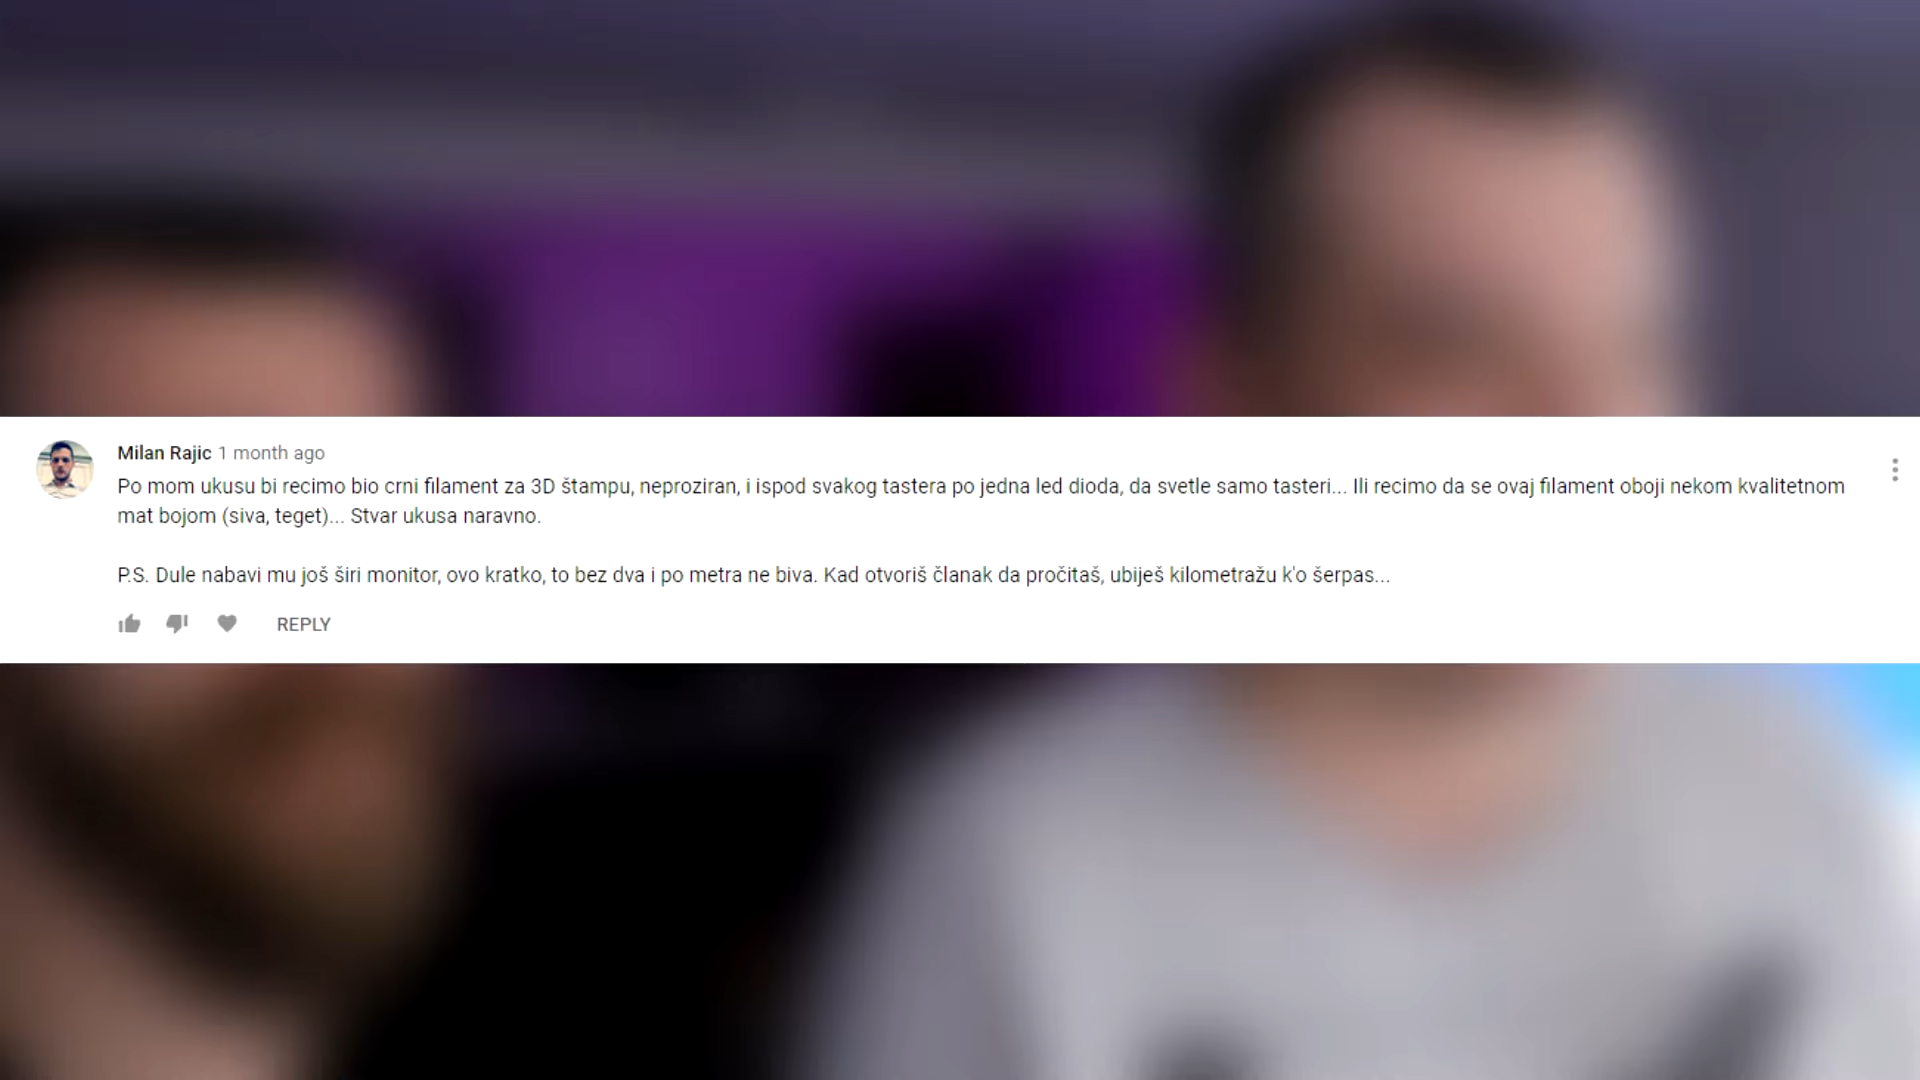 Milan Rajic 1 month ago
Po mom ukusu bi recimo bio crni filament za 3D štampu, neproziran, i ispod svakog tastera po jedna led dioda, da svetle samo tasteri... Ili recimo da se ovaj filament oboji nekom kvalitetnom
mat bojom (siva, teget)... Stvar ukusa naravno.
P.S. Dule nabavi mu još širi monitor, ovo kratko, to bez dva i po metra ne biva. Kad otvoriš članak da pročitaš, ubiješ kilometražu k'o šerpas...
REPLY